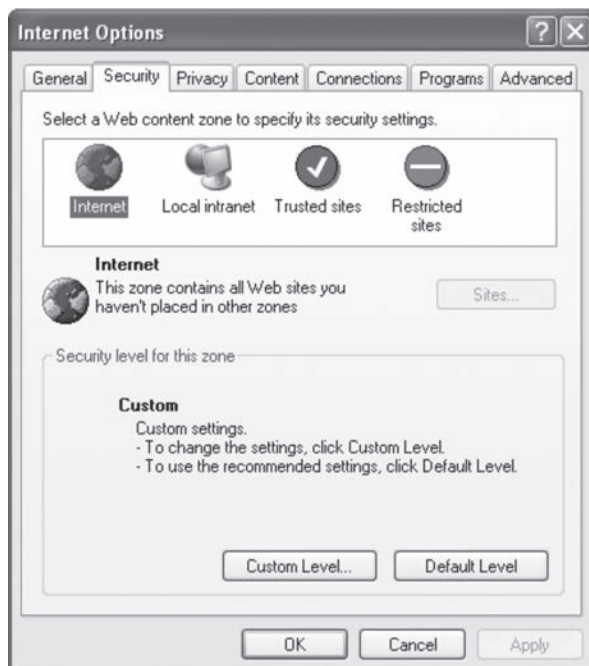 Internet Options
General Security Privacy Content Connections Programs Advanced
Select a Web content zone to specify its security settings.
Internet Local intranet Trusted sites Restricted sites
Internet
This zone contains all Web sites you
haven't placed in other zones
Sites...
Security level for this zone
Custom
Custom settings.
- To change the settings, click Custom Level.
- To use the recommended settings, click Default Level.
Custom Level... Default Level
OK Cancel Apply